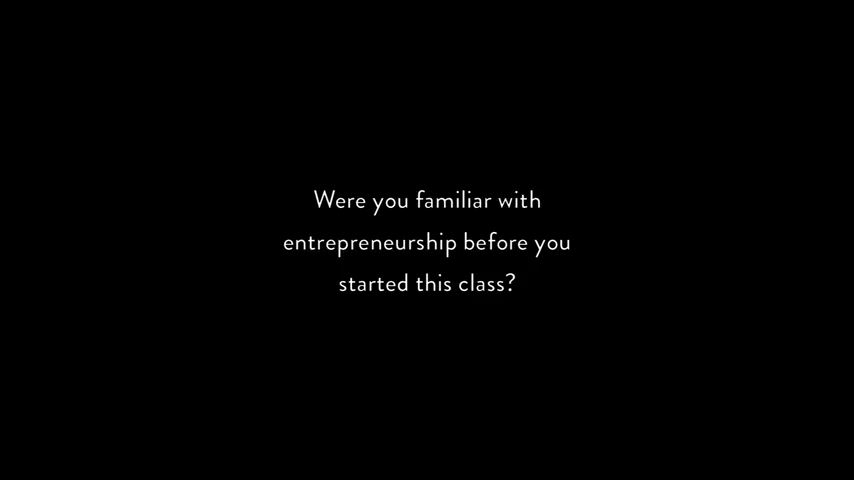 Were you familiar with
entrepreneurship before you
started this class?